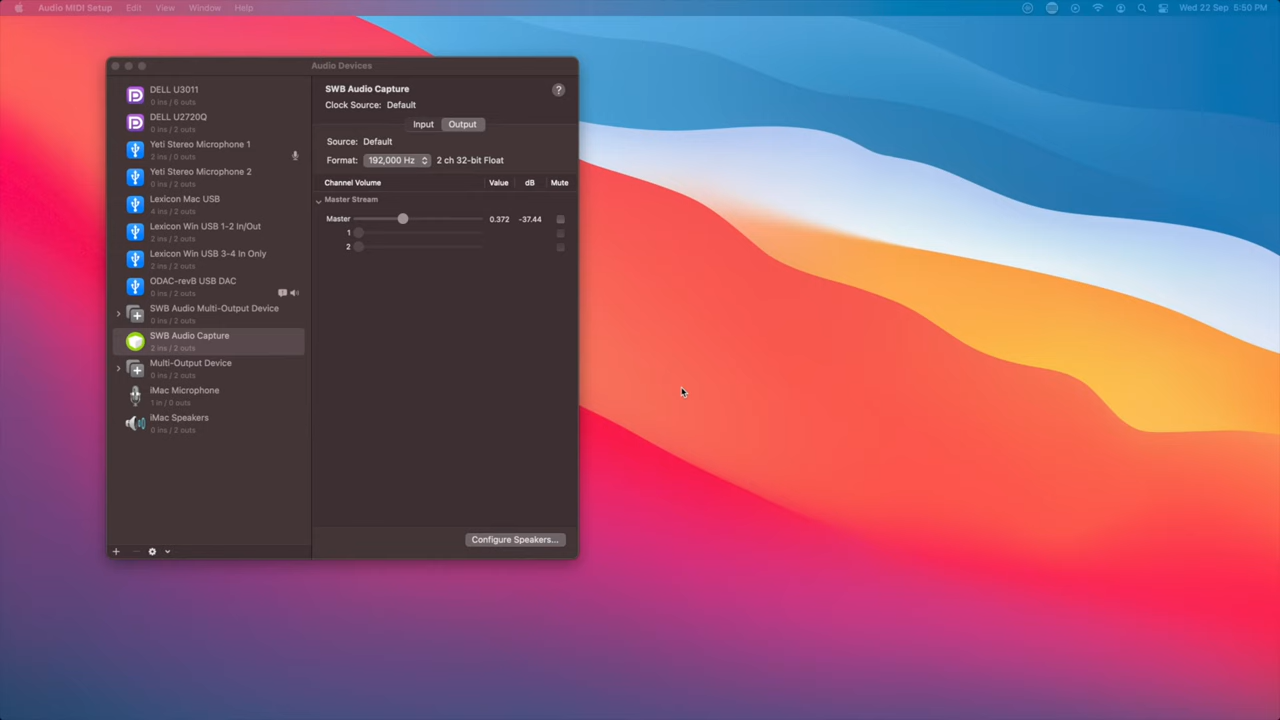 Audio MIDI Setup Edit View Window Help Wed 22 Sep 5:50 PM
Audio Devices
DELL U3011
0 ins / 6 outs
DELL U2720Q
0 ins / 2 outs
Yeti Stereo Microphone 1
2 ins / 0 outs
Yeti Stereo Microphone 2
0 ins / 2 outs
Lexicon Mac USB
4 ins / 2 outs
Lexicon Win USB 1-2 In/Out
2 ins / 2 outs
Lexicon Win USB 3-4 In Only
2 ins / 2 outs
ODAC-revB USB DAC
0 ins / 2 outs
SWB Audio Multi-Output Device
0 ins / 2 outs
SWB Audio Capture
2 ins / 2 outs
Multi-Output Device
0 ins / 2 outs
iMac Microphone
1 in / 0 outs
iMac Speakers
0 ins / 2 outs
SWB Audio Capture ?
Clock Source: Default
Input Output
Source: Default
Format: 192,000 Hz 2 ch 32-bit Float
Channel Volume Value dB Mute
Master Stream
Master 0.372 -37.44
1
2
Configure Speakers...